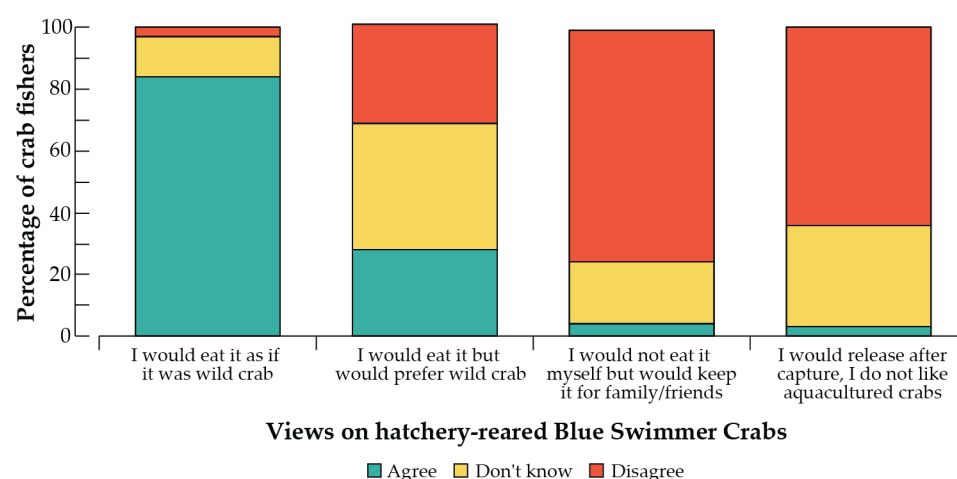 Percentage of crab fishers
100
80
60
40
20
0
I would eat it as if
it was wild crab
I would eat it but
would prefer wild crab
I would not eat it
myself but would keep
it for family/friends
I would release after
capture, I do not like
aquacultured crabs
Views on hatchery-reared Blue Swimmer Crabs
Agree Don't know Disagree